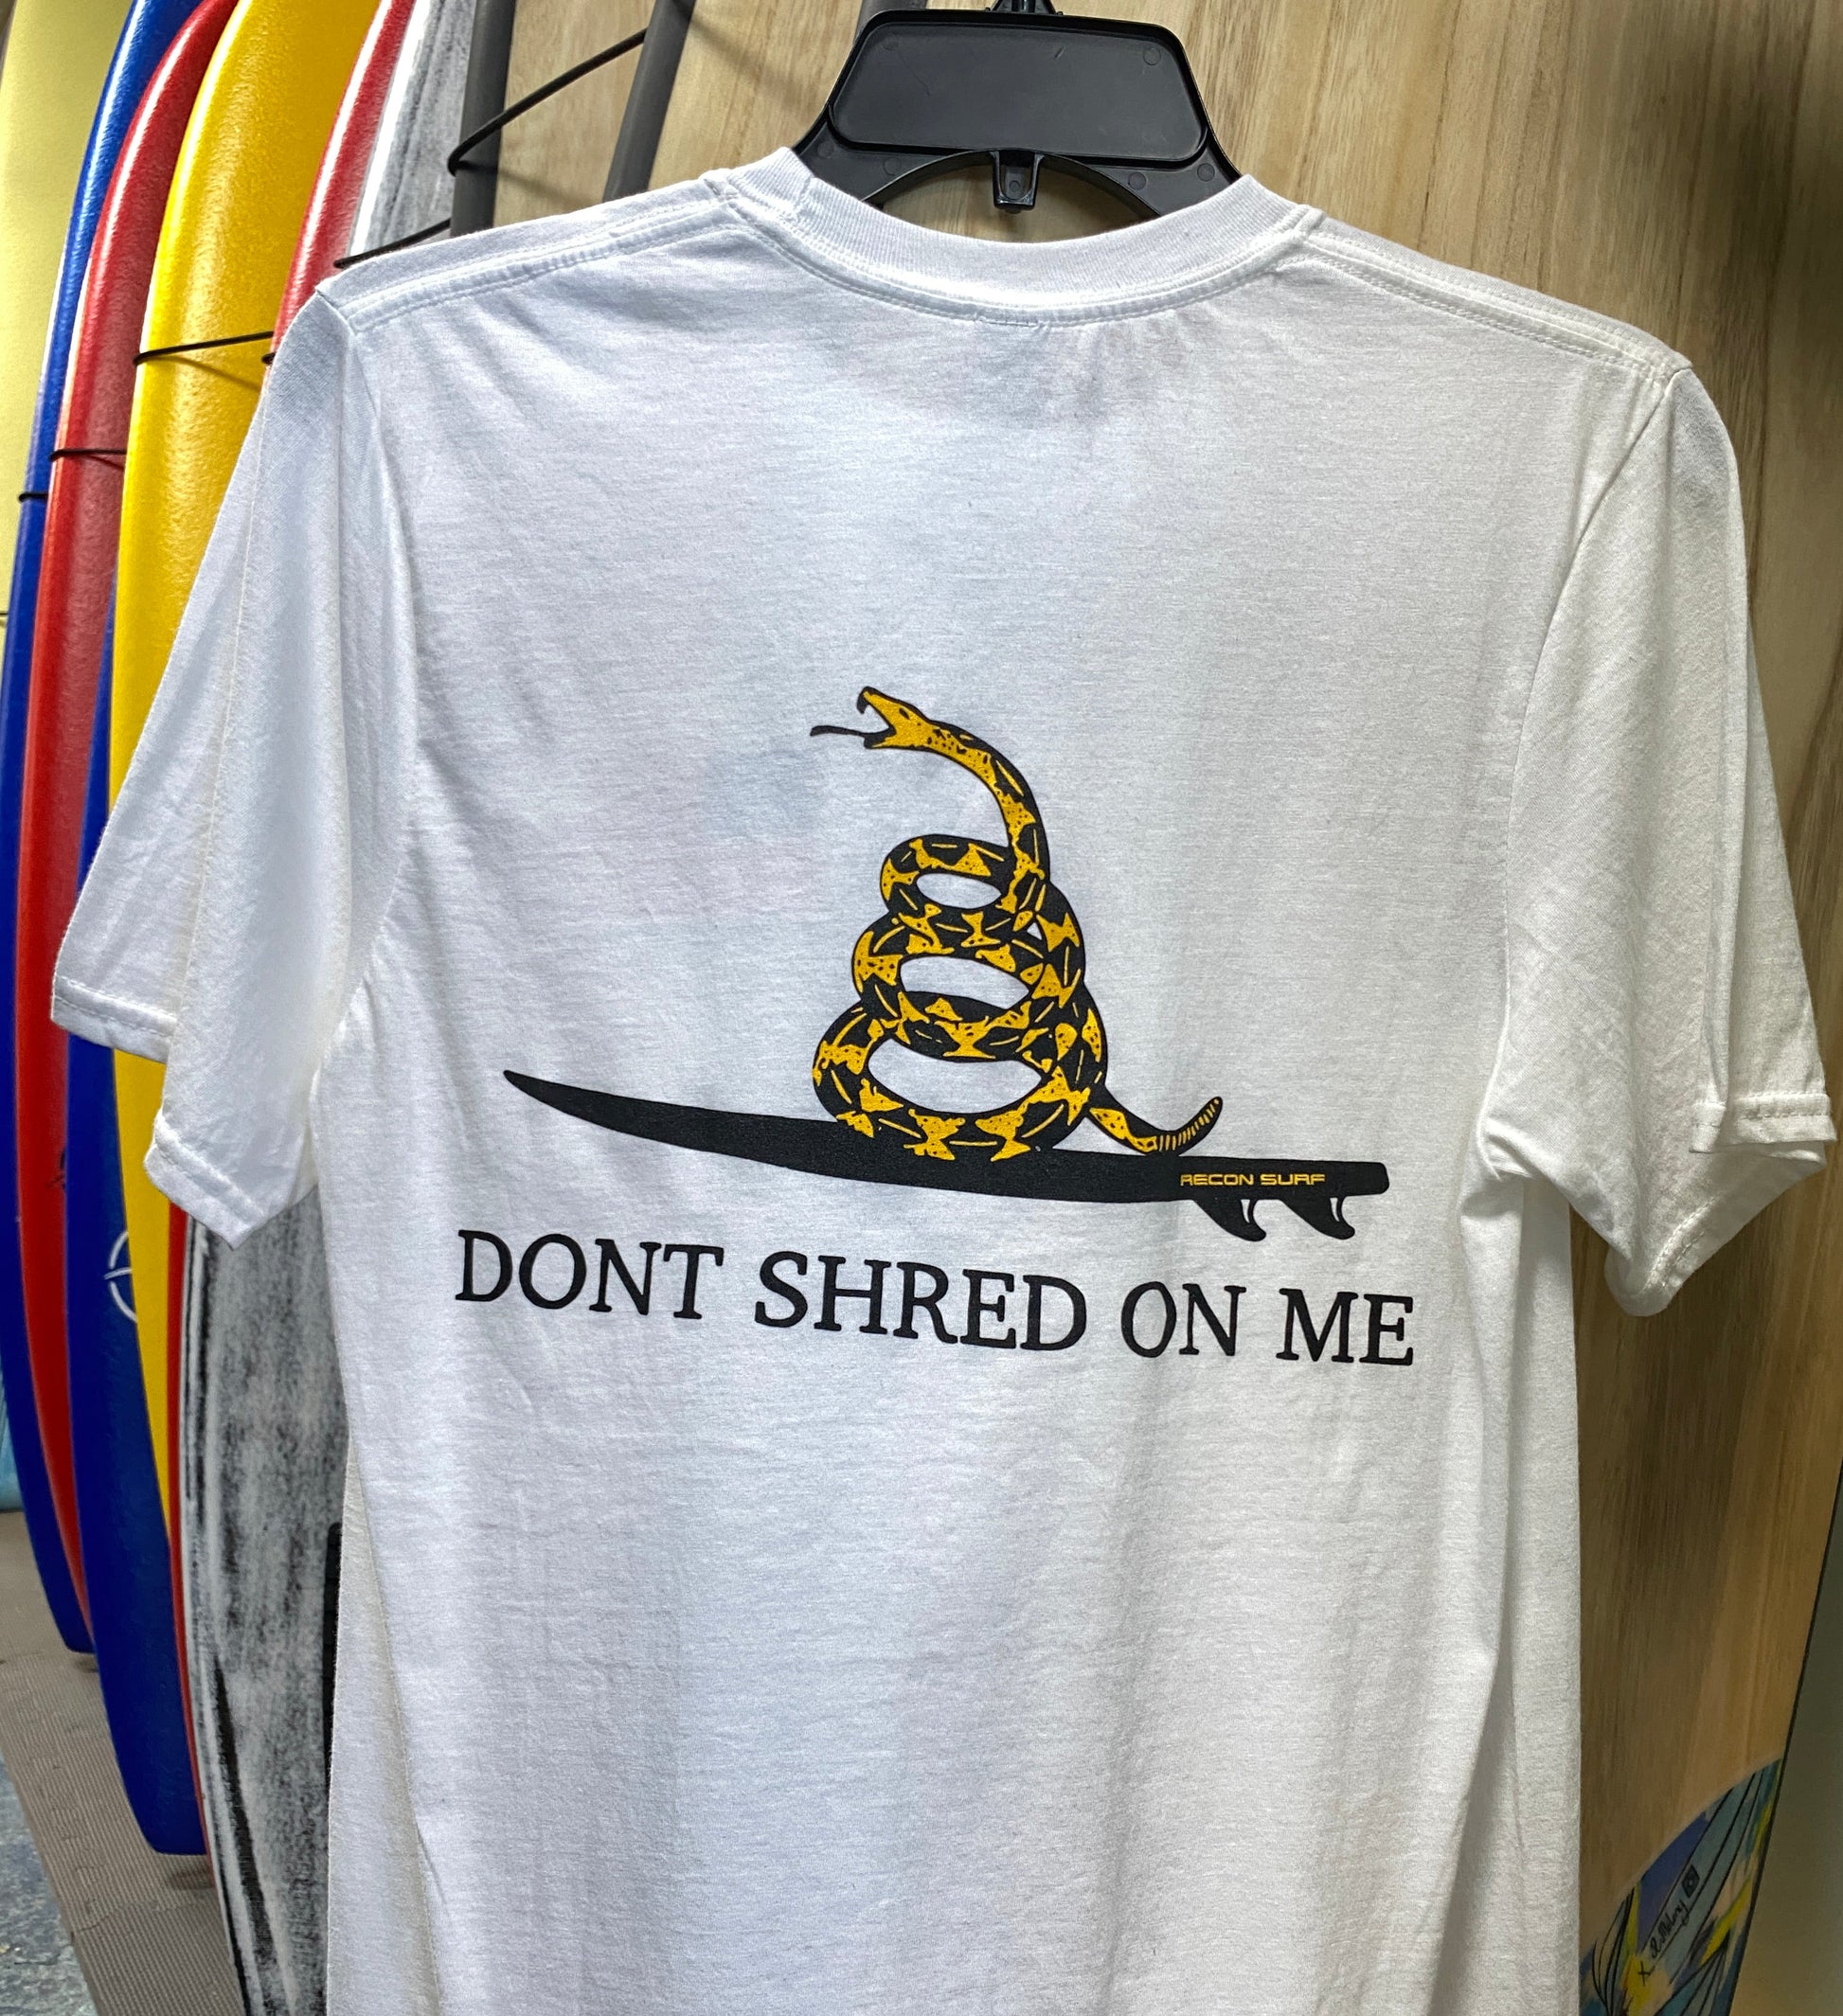 RECON SURF
DONT SHRED ON ME